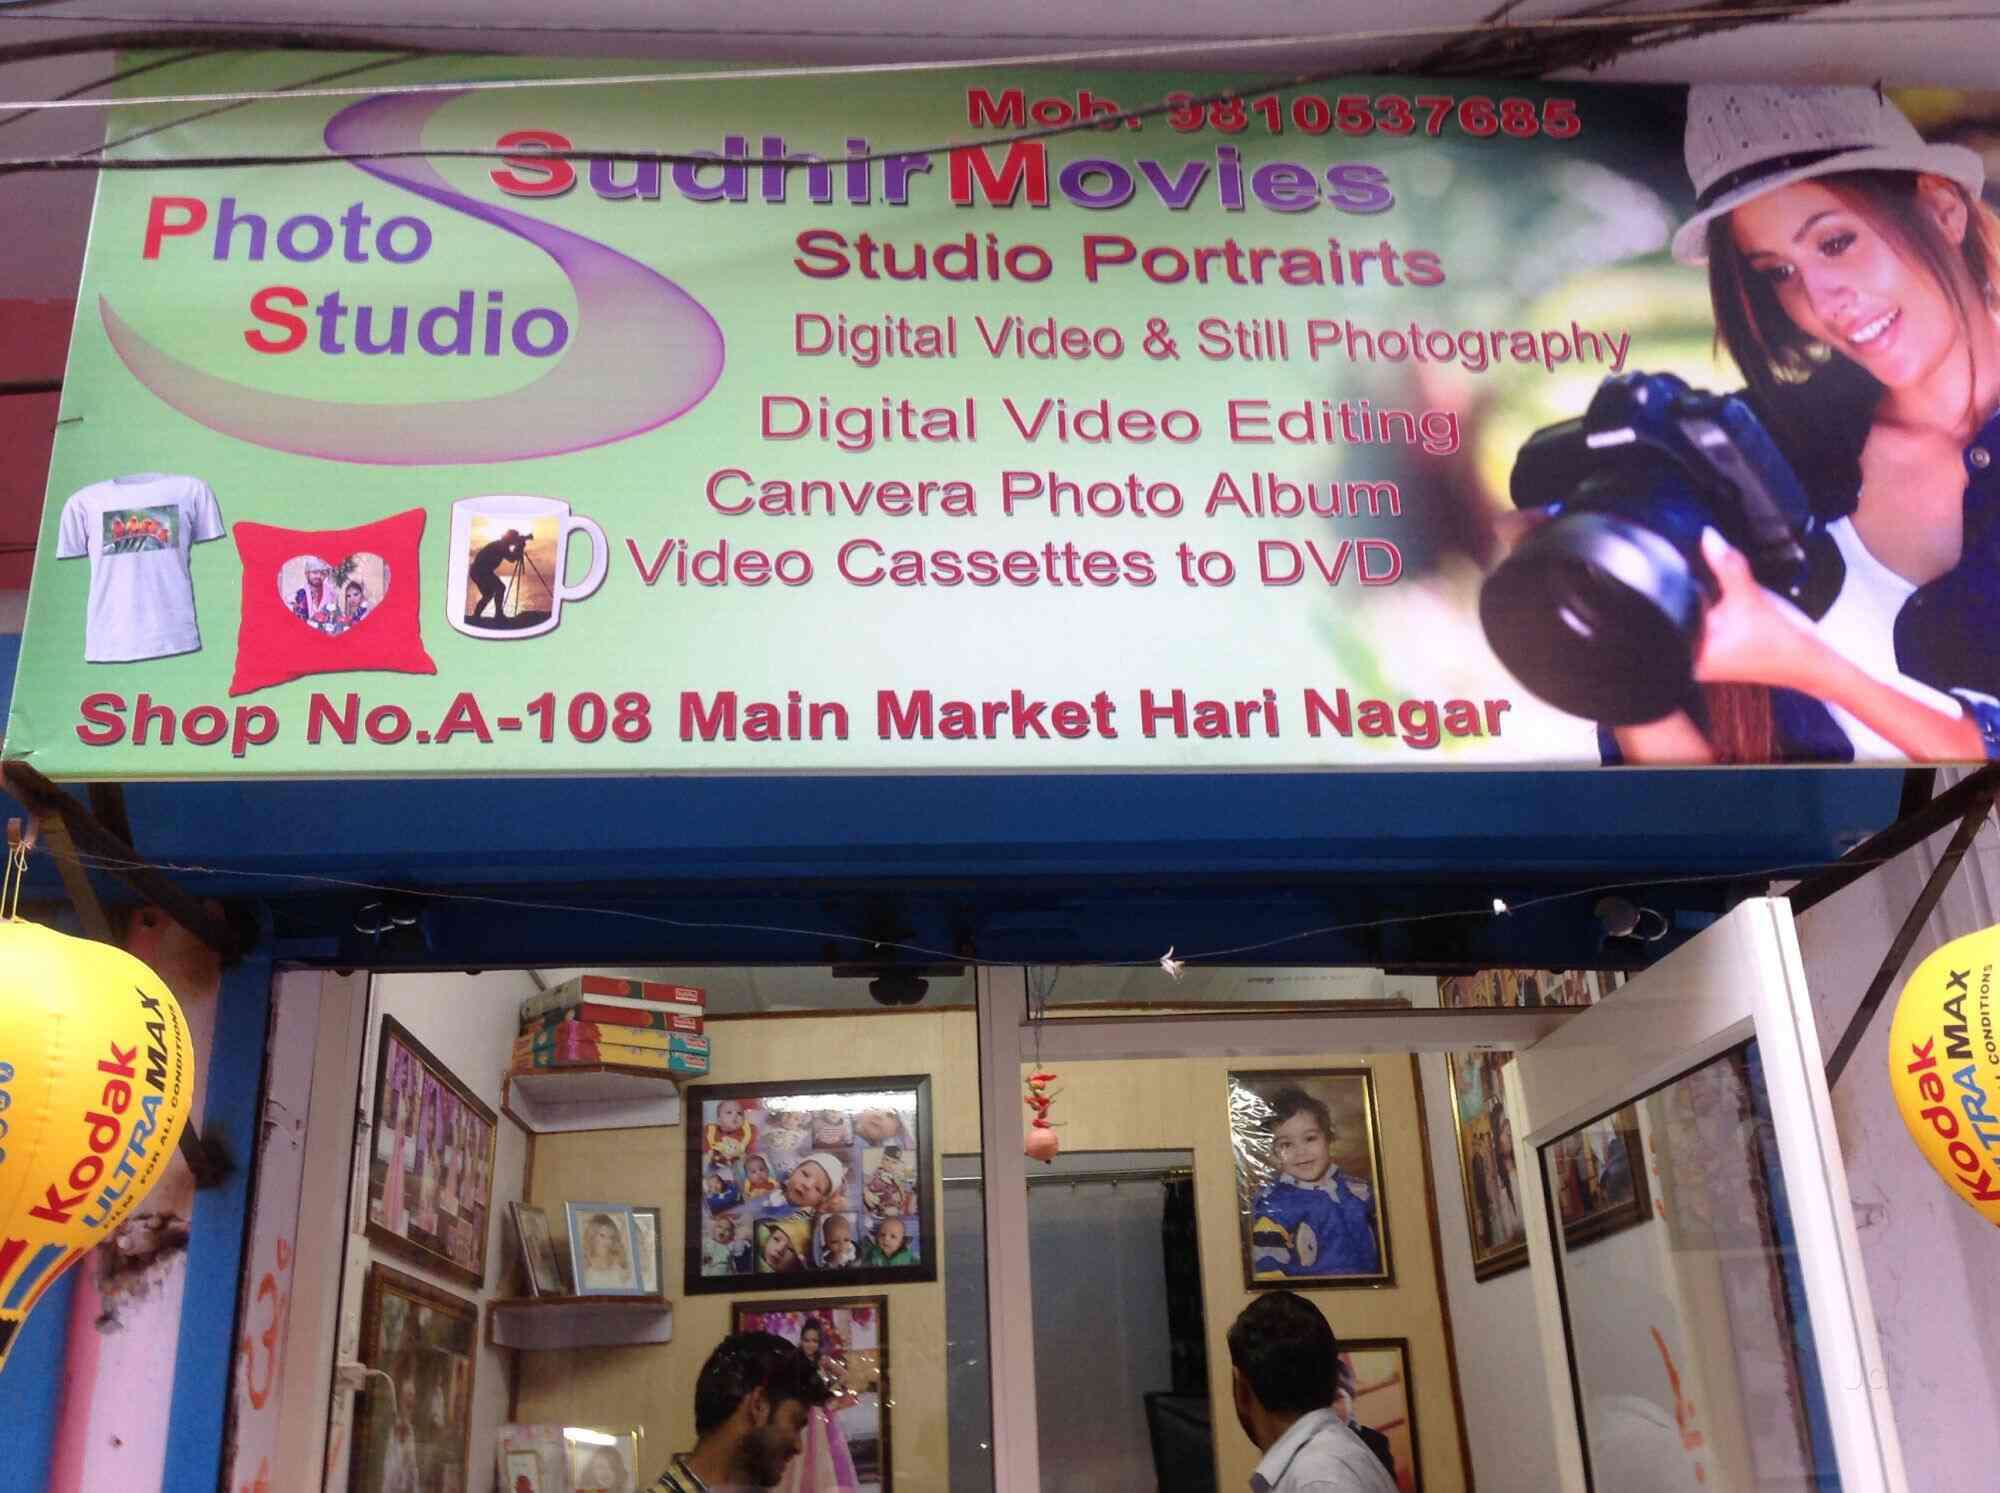 Mob. 9810537685
Sudhir Movies
Photo
Studio
Studio Portrairts
Digital Video & Still Photography
Digital Video Editing
Canvera Photo Album
Video Cassettes to DVD
Shop No.A-108 Main Market Hari Nagar
Kodak
ULTRAMAX
FILM FOR ALL CONDITIONS
Kodak
ULTRAMAX
CONDITIONS
Jd